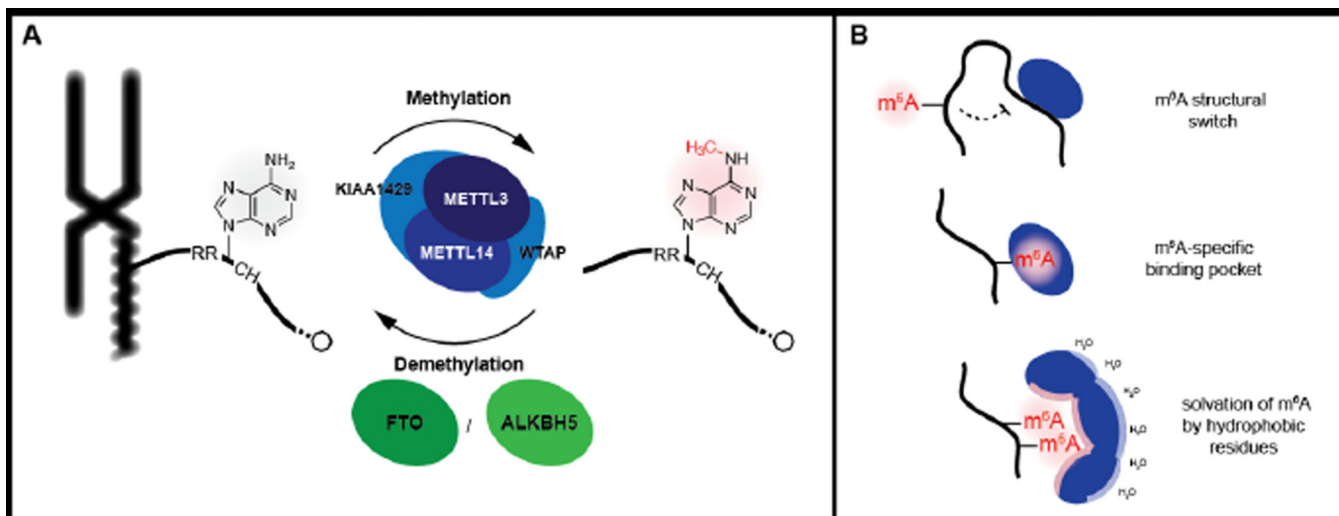 A
Methylation
NH₂
N
N
N
N
RR
CH
KIAA1429
METTL3
METTL14
WTAP
H₃C
NH
N
N
N
N
RR
CH
Demethylation
FTO
/
ALKBH5
B
m⁶A
m⁶A structural
switch
m⁶A
m⁶A-specific
binding pocket
H₂O
H₂O
H₂O
H₂O
H₂O
H₂O
m⁶A
m⁶A
solvation of m⁶A
by hydrophobic
residues